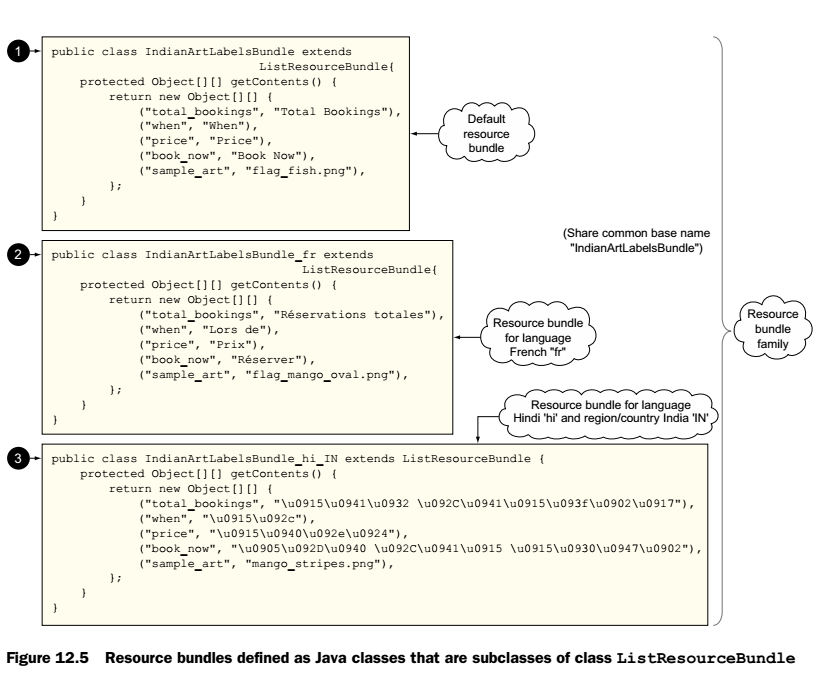 1
public class IndianArtLabelsBundle extends
ListResourceBundle{
protected Object[][] getContents() {
return new Object[][] {
("total_bookings", "Total Bookings"),
("when", "When"),
("price", "Price"),
("book_now", "Book Now"),
("sample_art", "flag_fish.png"),
};
}
}
Default
resource
bundle
(Share common base name
"IndianArtLabelsBundle")
2
public class IndianArtLabelsBundle_fr extends
ListResourceBundle{
protected Object[][] getContents() {
return new Object[][] {
("total_bookings", "Réservations totales"),
("when", "Lors de"),
("price", "Prix"),
("book_now", "Réserver"),
("sample_art", "flag_mango_oval.png"),
};
}
}
Resource bundle
for language
French "fr"
Resource
bundle
family
Resource bundle for language
Hindi 'hi' and region/country India 'IN'
3
public class IndianArtLabelsBundle_hi_IN extends ListResourceBundle {
protected Object[][] getContents() {
return new Object[][] {
("total_bookings", "\u0915\u0941\u0932 \u092C\u0941\u0915\u093f\u0902\u0917"),
("when", "\u0915\u092c"),
("price", "\u0915\u0940\u092e\u0924"),
("book_now", "\u0905\u092D\u0940 \u092C\u0941\u0915 \u0915\u0930\u0947\u0902"),
("sample_art", "mango_stripes.png"),
};
}
}
Figure 12.5 Resource bundles defined as Java classes that are subclasses of class ListResourceBundle